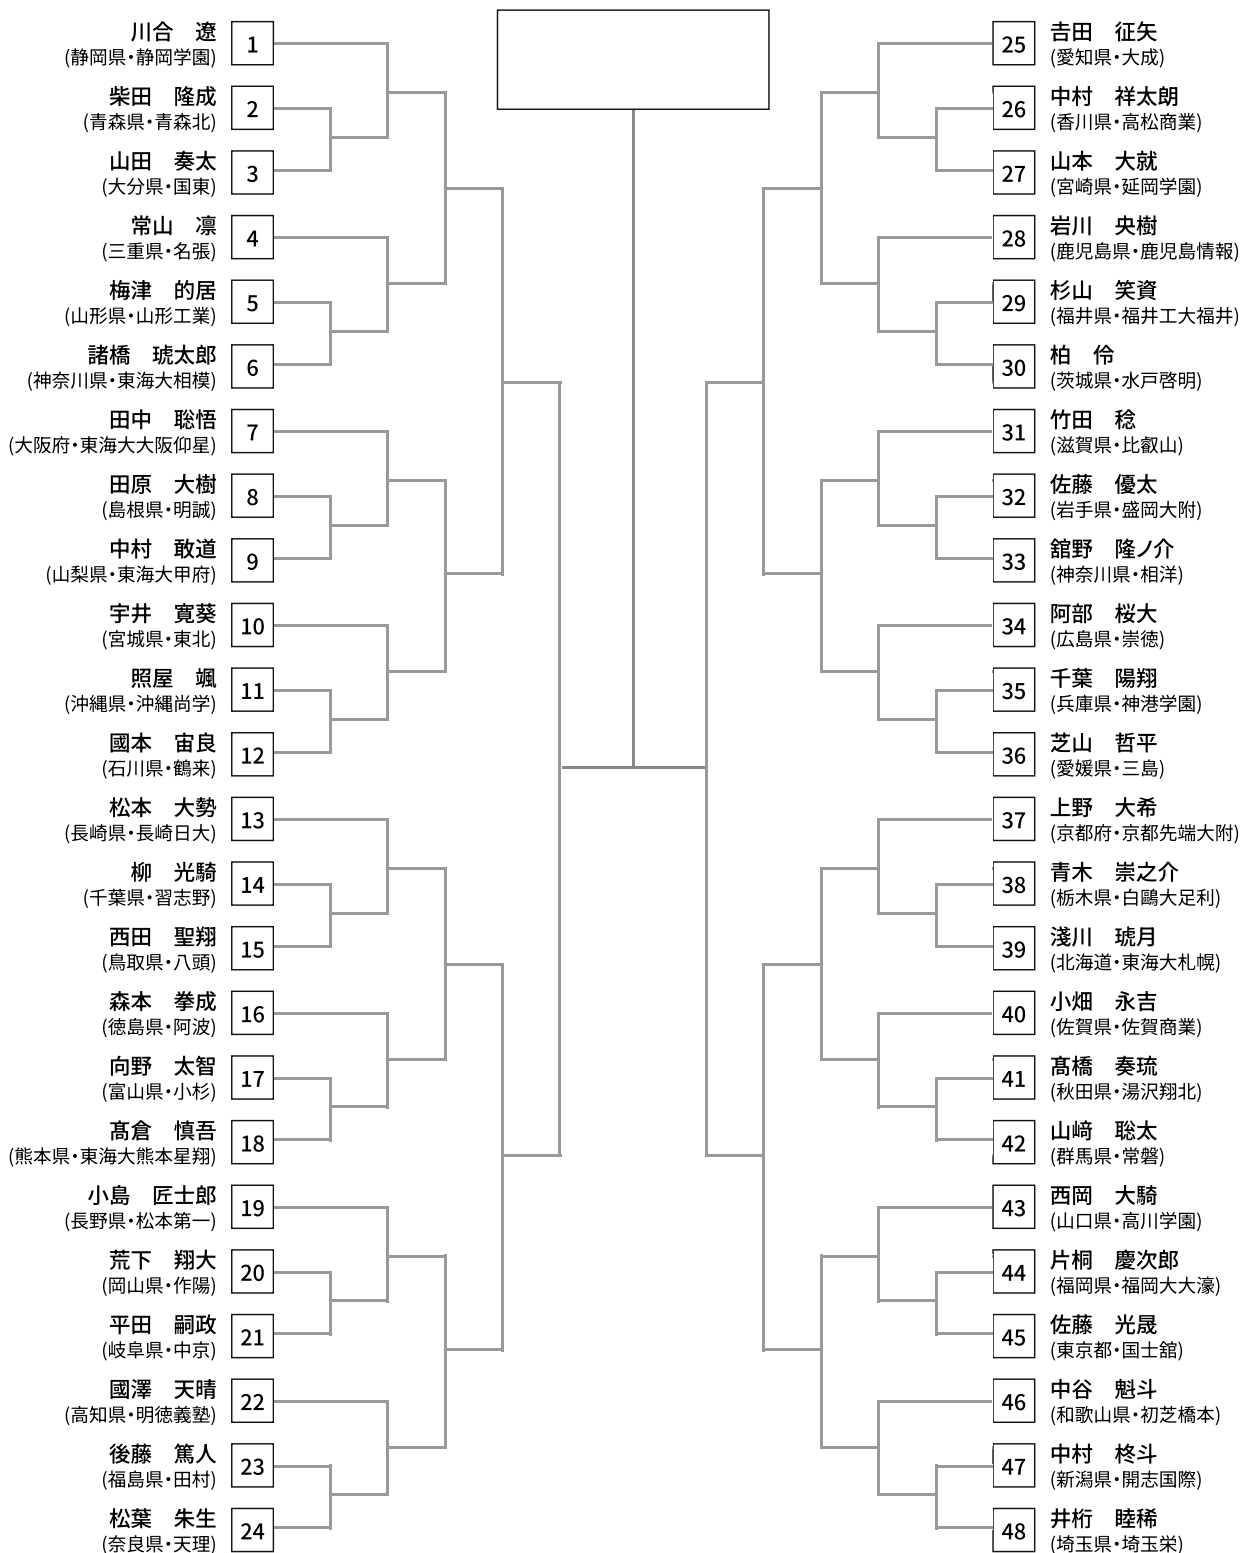 川合　遼
(静岡県・静岡学園)
1
柴田　隆成
(青森県・青森北)
2
山田　奏太
(大分県・国東)
3
常山　凛
(三重県・名張)
4
梅津　的居
(山形県・山形工業)
5
諸橋　琥太郎
(神奈川県・東海大相模)
6
田中　聡悟
(大阪府・東海大大阪仰星)
7
田原　大樹
(島根県・明誠)
8
中村　敢道
(山梨県・東海大甲府)
9
宇井　寛葵
(宮城県・東北)
10
照屋　颯
(沖縄県・沖縄尚学)
11
國本　宙良
(石川県・鶴来)
12
松本　大勢
(長崎県・長崎日大)
13
柳　光騎
(千葉県・習志野)
14
西田　聖翔
(鳥取県・八頭)
15
森本　拳成
(徳島県・阿波)
16
向野　太智
(富山県・小杉)
17
髙倉　慎吾
(熊本県・東海大熊本星翔)
18
小島　匠士郎
(長野県・松本第一)
19
荒下　翔大
(岡山県・作陽)
20
平田　嗣政
(岐阜県・中京)
21
國澤　天晴
(高知県・明徳義塾)
22
後藤　篤人
(福島県・田村)
23
松葉　朱生
(奈良県・天理)
24
25
𠮷田　征矢
(愛知県・大成)
26
中村　祥太朗
(香川県・高松商業)
27
山本　大就
(宮崎県・延岡学園)
28
岩川　央樹
(鹿児島県・鹿児島情報)
29
杉山　笑資
(福井県・福井工大福井)
30
柏　伶
(茨城県・水戸啓明)
31
竹田　稔
(滋賀県・比叡山)
32
佐藤　優太
(岩手県・盛岡大附)
33
舘野　隆ノ介
(神奈川県・相洋)
34
阿部　桜大
(広島県・崇徳)
35
千葉　陽翔
(兵庫県・神港学園)
36
芝山　哲平
(愛媛県・三島)
37
上野　大希
(京都府・京都先端大附)
38
青木　崇之介
(栃木県・白鷗大足利)
39
淺川　琥月
(北海道・東海大札幌)
40
小畑　永吉
(佐賀県・佐賀商業)
41
髙橋　奏琉
(秋田県・湯沢翔北)
42
山﨑　聡太
(群馬県・常磐)
43
西岡　大騎
(山口県・高川学園)
44
片桐　慶次郎
(福岡県・福岡大大濠)
45
佐藤　光晟
(東京都・国士舘)
46
中谷　魁斗
(和歌山県・初芝橋本)
47
中村　柊斗
(新潟県・開志国際)
48
井桁　睦稀
(埼玉県・埼玉栄)